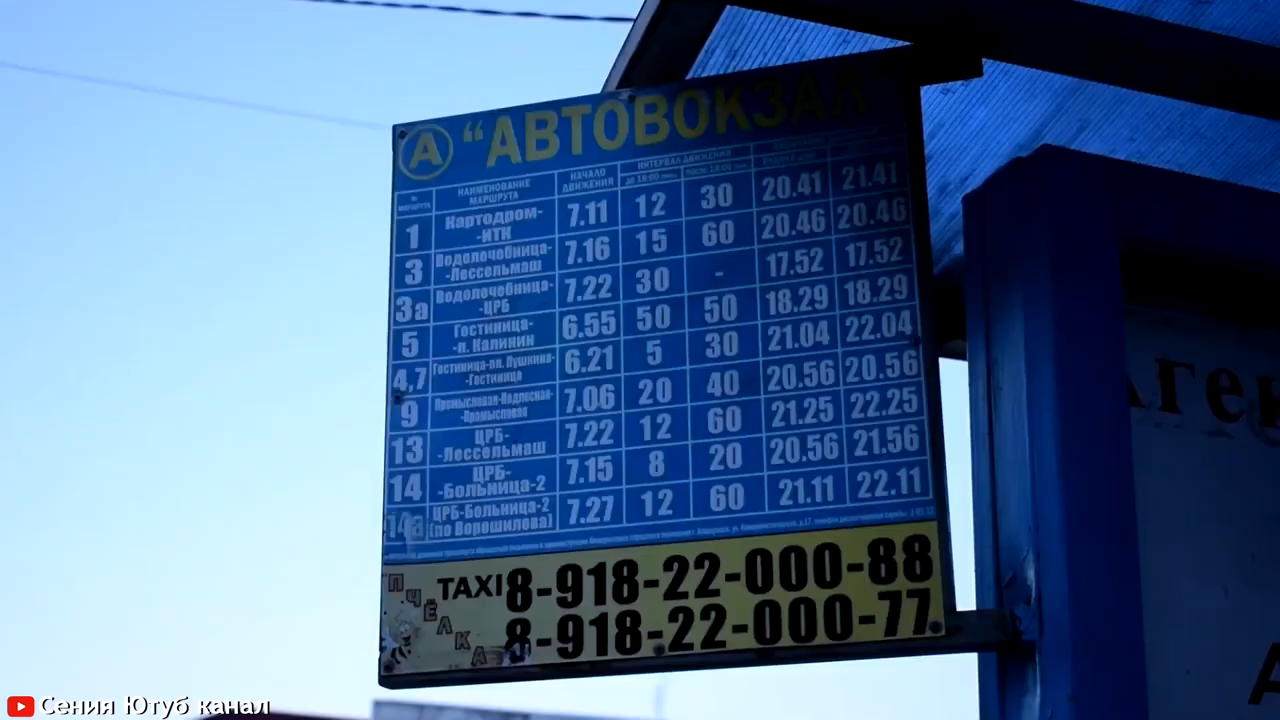 А "АВТОВОКЗАЛ"
№ МАРШРУТА НАИМЕНОВАНИЕ МАРШРУТА НАЧАЛО ДВИЖЕНИЯ ИНТЕРВАЛ ДВИЖЕНИЯ
до 18:00 после 18:00
1 Картодром--ИТК 7.11 12 30 20.41 21.41
3 Водолечебница--Лессельмаш 7.16 15 60 20.46 20.46
3а Водолечебница--ЦРБ 7.22 30 - 17.52 17.52
5 Гостиница--п. Калинин 6.55 50 50 18.29 18.29
4,7 Гостиница-пл. Пушкина--Гостиница 6.21 5 30 21.04 22.04
9 Промысловая-Подлесная--Промысловая 7.06 20 40 20.56 20.56
13 ЦРБ--Лессельмаш 7.22 12 60 21.25 22.25
14 ЦРБ--Больница-2 7.15 8 20 20.56 21.56
14а ЦРБ-Больница-2 (по Ворошилова) 7.27 12 60 21.11 22.11
ПЧЁЛКА
TAXI 8-918-22-000-88
8-918-22-000-77
Сения Ютуб канал